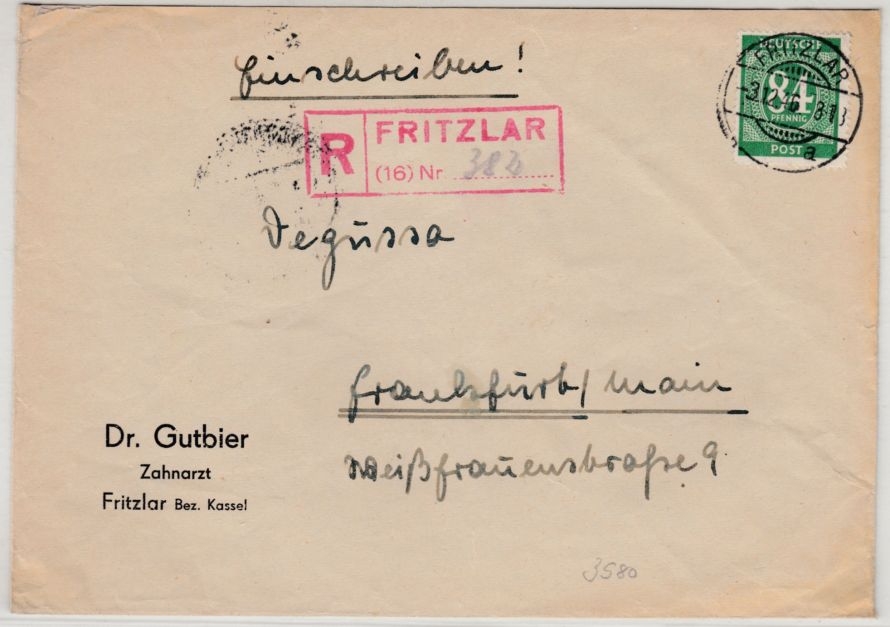 Einschreiben!
DEUTSCHE
84
PFENNIG
POST
FRITZLAR
a
R FRITZLAR
(16) Nr 382
Degussa
Frankfurt/Main
Weißfrauenstraße 9
Dr. Gutbier
Zahnarzt
Fritzlar Bez. Kassel
3580